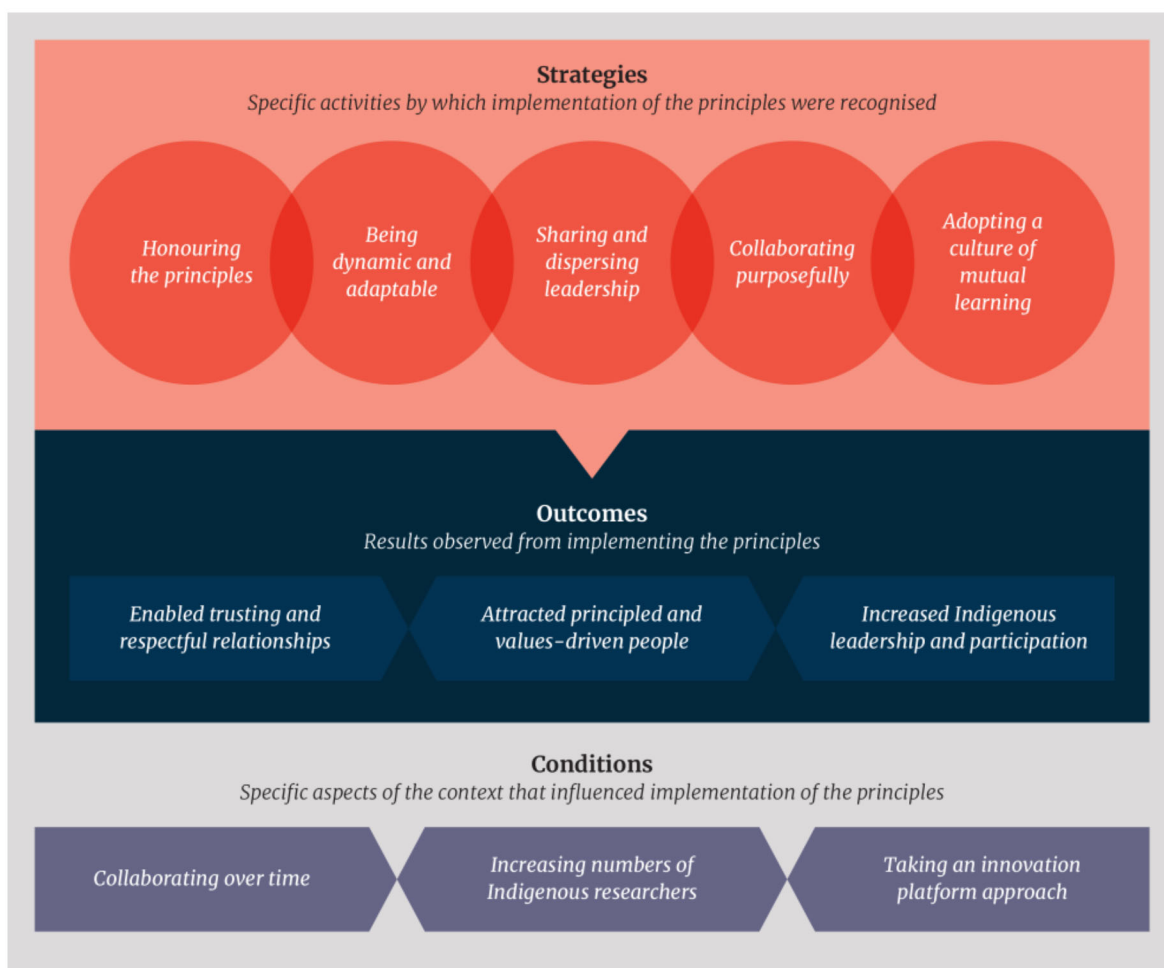 Strategies
Specific activities by which implementation of the principles were recognised
Honouring
the principles
Being
dynamic and
adaptable
Sharing and
dispersing
leadership
Collaborating
purposefully
Adopting a
culture of
mutual
learning
Outcomes
Results observed from implementing the principles
Enabled trusting and
respectful relationships
Attracted principled and
values-driven people
Increased Indigenous
leadership and participation
Conditions
Specific aspects of the context that influenced implementation of the principles
Collaborating over time
Increasing numbers of
Indigenous researchers
Taking an innovation
platform approach